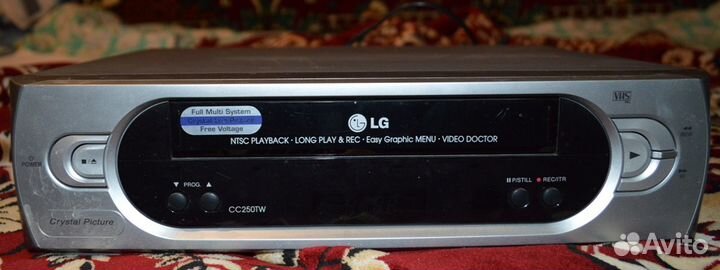 Full Multi System
Free Voltage
LG
NTSC PLAYBACK · LONG PLAY & REC · Easy Graphic MENU · VIDEO DOCTOR
VHS
POWER
PROG.
P/STILL
REC/ITR
CC250TW
Crystal Picture
Avito